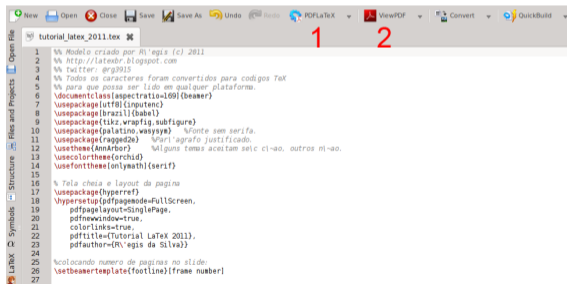 New Open Close Save Save As Undo Redo PDFLaTeX ViewPDF Convert QuickBuild
1 2
tutorial_latex_2011.tex
Open File
Files and Projects
Structure
Symbols
LaTeX
1 %% Modelo criado por R\'egis (c) 2011
2 %% http://latexbr.blogspot.com
3 %% twitter: @rg3915
4 %% Todos os caracteres foram convertidos para codigos TeX
5 %% para que possa ser lido em qualquer plataforma.
6 \documentclass[aspectratio=169]{beamer}
7 \usepackage[utf8]{inputenc}
8 \usepackage[brazil]{babel}
9 \usepackage{tikz,wrapfig,subfigure}
10 \usepackage{palatino,wasysym} %Fonte sem serifa.
11 \usepackage{ragged2e} %Par\'agrafo justificado.
12 \usetheme{AnnArbor} %Alguns temas aceitam se\c c\~ao, outros n\~ao.
13 \usecolortheme{orchid}
14 \usefonttheme[onlymath]{serif}
15
16 % Tela cheia e layout da pagina
17 \usepackage{hyperref}
18 \hypersetup{pdfpagemode=FullScreen,
19 pdfpagelayout=SinglePage,
20 pdfnewwindow=true,
21 colorlinks=true,
22 pdftitle={Tutorial LaTeX 2011},
23 pdfauthor={R\'egis da Silva}}
24
25 %colocando numero de paginas no slide:
26 \setbeamertemplate{footline}[frame number]
27